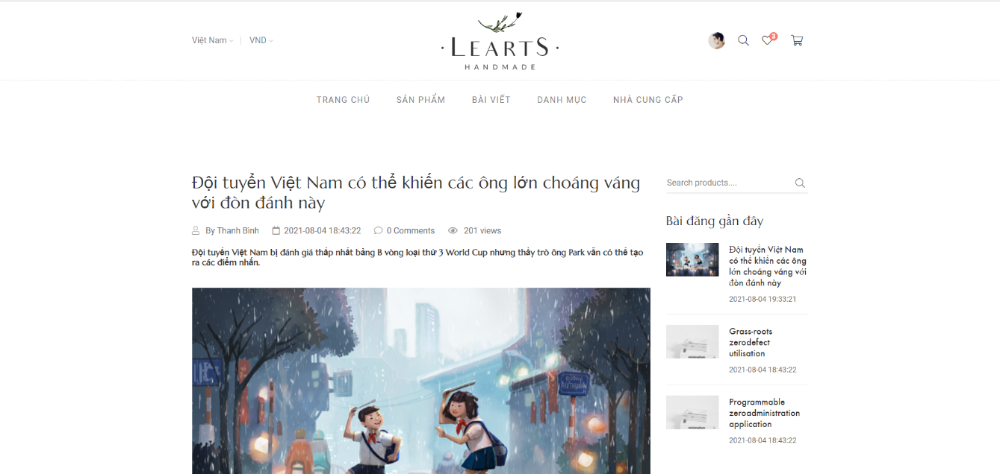 Việt Nam
VND
LEARTS
HANDMADE
3
TRANG CHỦ
SẢN PHẨM
BÀI VIẾT
DANH MỤC
NHÀ CUNG CẤP
Đội tuyển Việt Nam có thể khiến các ông lớn choáng váng
với đòn đánh này
By Thanh Bình
2021-08-04 18:43:22
0 Comments
201 views
Đội tuyển Việt Nam bị đánh giá thấp nhất bảng B vòng loại thứ 3 World Cup nhưng thầy trò ông Park vẫn có thể tạo
ra các điểm nhấn.
Search products....
Bài đăng gần đây
Đội tuyển Việt Nam
có thể khiến các ông
lớn choáng váng với
đòn đánh này
2021-08-04 19:33:21
Grass-roots
zerodefect
utilisation
2021-08-04 18:43:22
Programmable
zeroadministration
application
2021-08-04 18:43:22